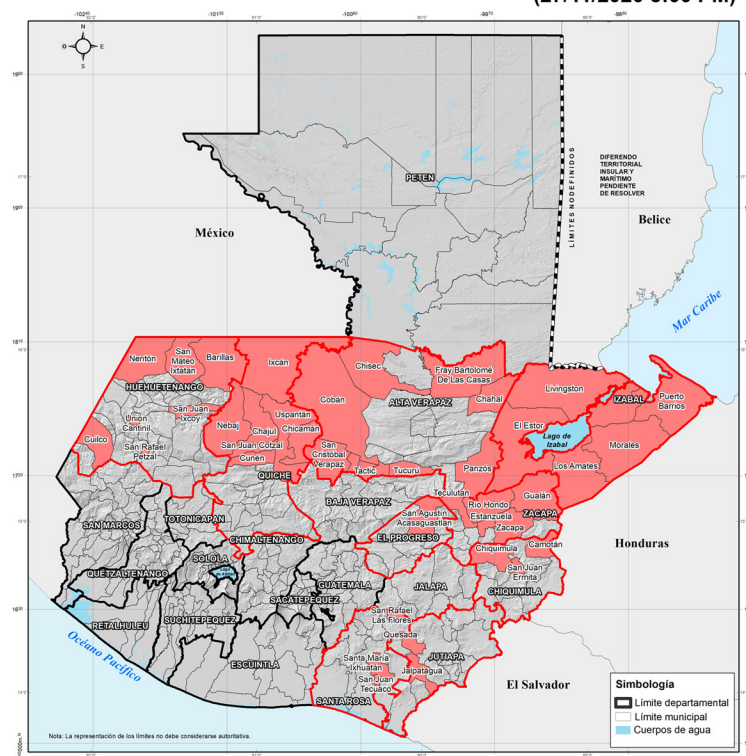 (27/11/2020 3:00 PM)
N
O
E
S
México
PETEN
LÍMITES NO DEFINIDOS
DIFERENDO
TERRITORIAL
INSULAR Y
MARÍTIMO
PENDIENTE
DE RESOLVER
Belice
Mar Caribe
Nentón
San
Mateo
Ixtatán
Barillas
Ixcán
Chisec
Fray Bartolomé
De Las Casas
Livingston
HUEHUETENANGO
Cobán
ALTA VERAPAZ
Chahal
IZABAL
Puerto
Barrios
Unión
Cantinil
San Juan
Ixcoy
Nebaj
Uspantán
Chajul
Chicamán
El Estor
Lago de
Izabal
Morales
Cuilco
San Rafael
Petzal
San Juan Cotzal
Cunén
San
Cristóbal
Verapaz
Tactic
Tucuru
Panzós
Los Amates
QUICHE
Teculután
Gualán
BAJA VERAPAZ
Río Hondo
Estanzuela
ZACAPA
Zacapa
SAN MARCOS
TOTONICAPAN
San Agustín
Acasaguastlán
EL PROGRESO
CHIMALTENANGO
Chiquimula
Camotán
Honduras
SOLOLA
QUETZALTENANGO
GUATEMALA
San Juan
Ermita
CHIQUIMULA
JALAPA
SACATEPEQUEZ
RETALHULEU
SUCHITEPEQUEZ
San Rafael
Las Flores
Quesada
JUTIAPA
Océano Pacífico
ESCUINTLA
Santa María
Ixhuatán
Jalpatagua
San Juan
Tecuaco
SANTA ROSA
El Salvador
Simbología
Límite departamental
Límite municipal
Cuerpos de agua
Nota: La representación de los límites no debe considerarse autoritativa.